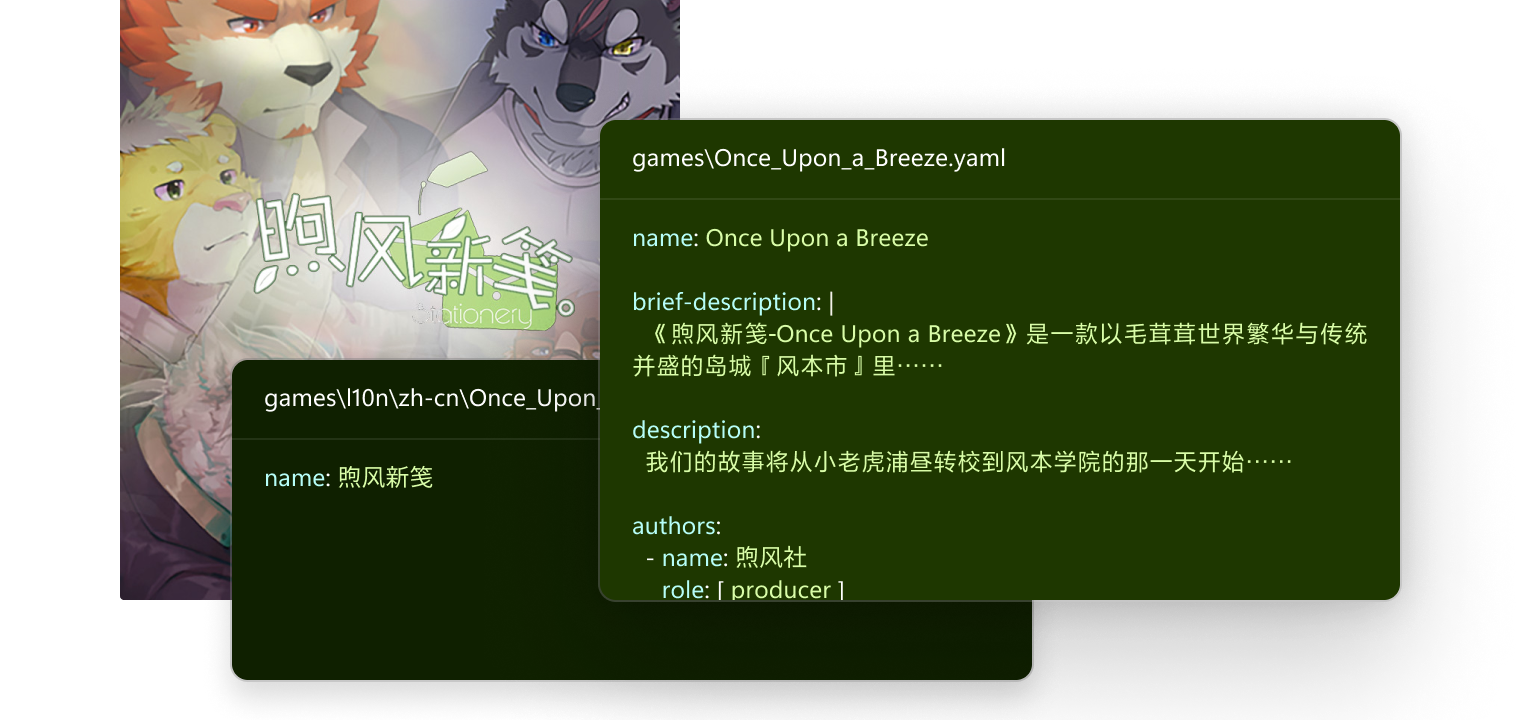 煦风新笺。
Stationery
games\Once_Upon_a_Breeze.yaml
name: Once Upon a Breeze
brief-description: |
《煦风新笺-Once Upon a Breeze》是一款以毛茸茸世界繁华与传统
并盛的岛城『风本市』里⋯⋯
description:
我们的故事将从小老虎浦昼转校到风本学院的那一天开始⋯⋯
authors:
- name: 煦风社
role: [ producer ]
games\l10n\zh-cn\Once_Upon_
name: 煦风新笺